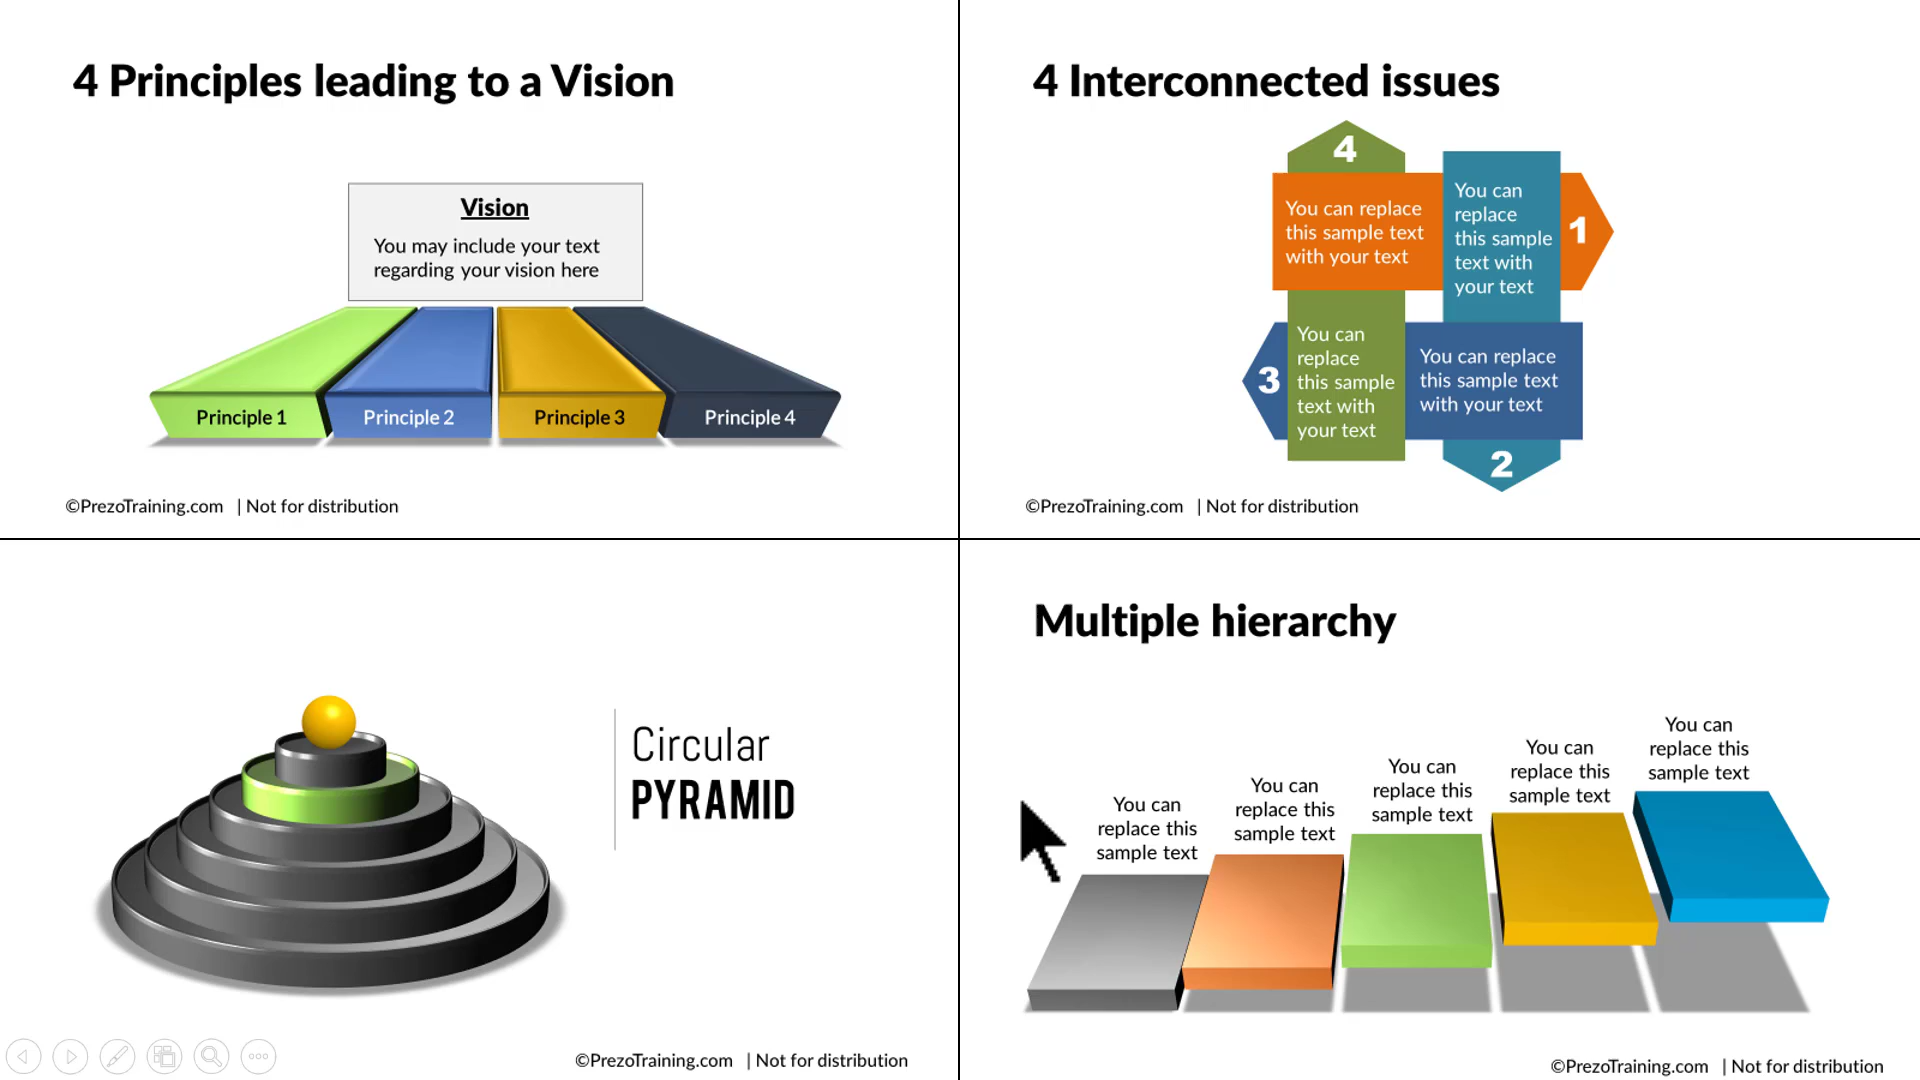 4 Principles leading to a Vision
Vision
You may include your text
regarding your vision here
Principle 1
Principle 2
Principle 3
Principle 4
©PrezoTraining.com | Not for distribution
4 Interconnected issues
4
You can replace
this sample text
with your text
You can
replace
this sample
text with
your text
1
3
You can
replace
this sample
text with
your text
You can replace
this sample text
with your text
2
©PrezoTraining.com | Not for distribution
Circular
PYRAMID
©PrezoTraining.com | Not for distribution
Multiple hierarchy
You can
replace this
sample text
You can
replace this
sample text
You can
replace this
sample text
You can
replace this
sample text
You can
replace this
sample text
©PrezoTraining.com | Not for distribution